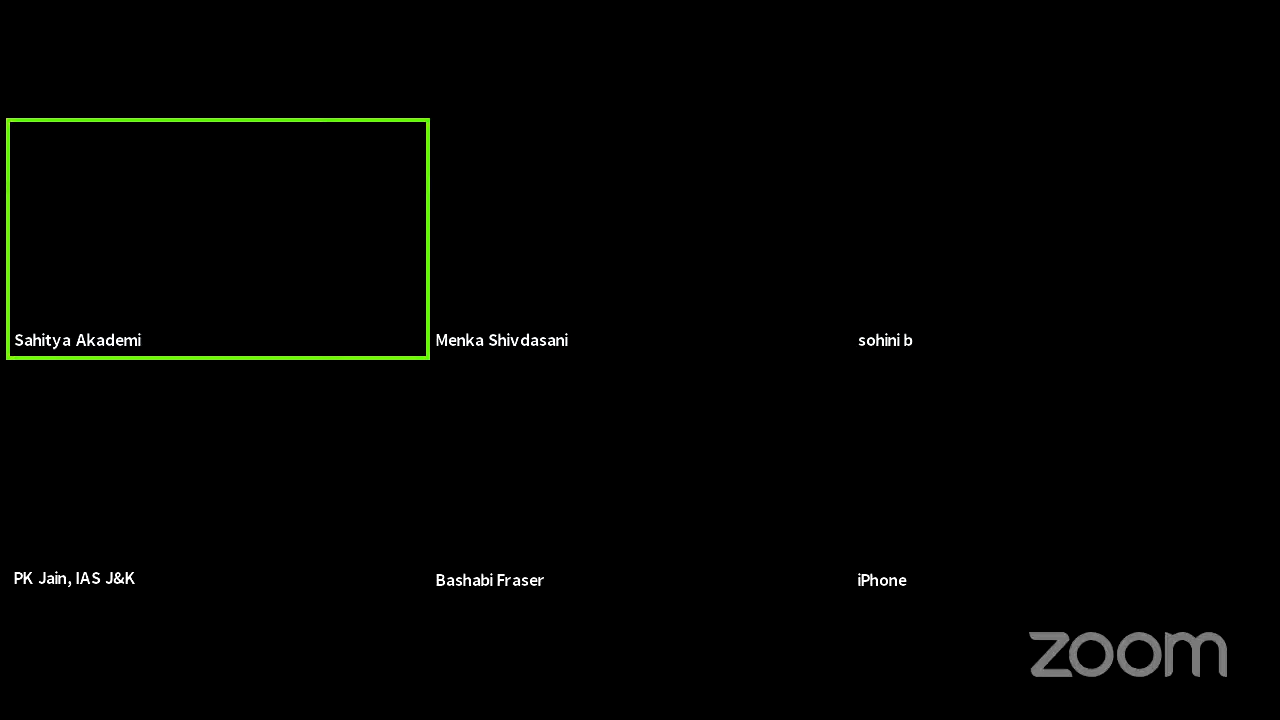 Sahitya Akademi
Menka Shivdasani
sohini b
PK Jain, IAS J&K
Bashabi Fraser
iPhone
zoom